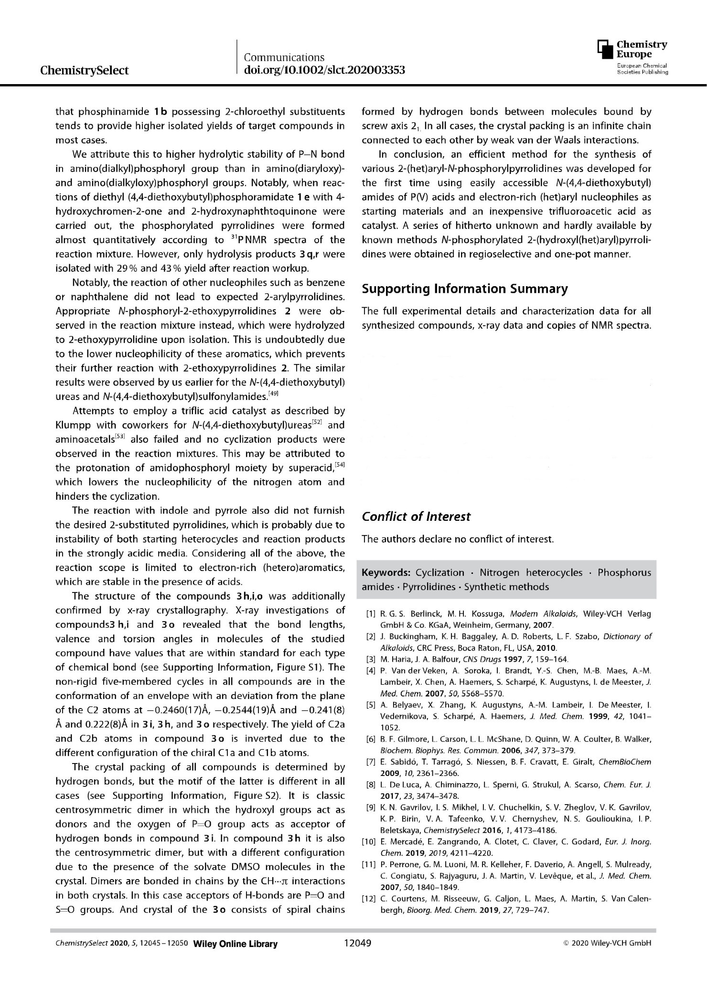 ChemistrySelect
Communications
doi.org/10.1002/slct.202003353
Chemistry
Europe
European Chemical
Societies Publishing
that phosphinamide 1b possessing 2-chloroethyl substituents
tends to provide higher isolated yields of target compounds in
most cases.
We attribute this to higher hydrolytic stability of P–N bond
in amino(dialkyl)phosphoryl group than in amino(diaryloxy)-
and amino(dialkyloxy)phosphoryl groups. Notably, when reac-
tions of diethyl (4,4-diethoxybutyl)phosphoramidate 1e with 4-
hydroxychromen-2-one and 2-hydroxynaphthtoquinone were
carried out, the phosphorylated pyrrolidines were formed
almost quantitatively according to ³¹P NMR spectra of the
reaction mixture. However, only hydrolysis products 3q,r were
isolated with 29% and 43% yield after reaction workup.
Notably, the reaction of other nucleophiles such as benzene
or naphthalene did not lead to expected 2-arylpyrrolidines.
Appropriate N-phosphoryl-2-ethoxypyrrolidines 2 were ob-
served in the reaction mixture instead, which were hydrolyzed
to 2-ethoxypyrrolidine upon isolation. This is undoubtedly due
to the lower nucleophilicity of these aromatics, which prevents
their further reaction with 2-ethoxypyrrolidines 2. The similar
results were observed by us earlier for the N-(4,4-diethoxybutyl)
ureas and N-(4,4-diethoxybutyl)sulfonylamides.[49]
Attempts to employ a triflic acid catalyst as described by
Klumpp with coworkers for N-(4,4-diethoxybutyl)ureas[52] and
aminoacetals[53] also failed and no cyclization products were
observed in the reaction mixtures. This may be attributed to
the protonation of amidophosphoryl moiety by superacid,[54]
which lowers the nucleophilicity of the nitrogen atom and
hinders the cyclization.
The reaction with indole and pyrrole also did not furnish
the desired 2-substituted pyrrolidines, which is probably due to
instability of both starting heterocycles and reaction products
in the strongly acidic media. Considering all of the above, the
reaction scope is limited to electron-rich (hetero)aromatics,
which are stable in the presence of acids.
The structure of the compounds 3h,i,o was additionally
confirmed by x-ray crystallography. X-ray investigations of
compounds3 h,i and 3o revealed that the bond lengths,
valence and torsion angles in molecules of the studied
compound have values that are within standard for each type
of chemical bond (see Supporting Information, Figure S1). The
non-rigid five-membered cycles in all compounds are in the
conformation of an envelope with an deviation from the plane
of the C2 atoms at −0.2460(17)Å, −0.2544(19)Å and −0.241(8)
Å and 0.222(8)Å in 3i, 3h, and 3o respectively. The yield of C2a
and C2b atoms in compound 3o is inverted due to the
different configuration of the chiral C1a and C1b atoms.
The crystal packing of all compounds is determined by
hydrogen bonds, but the motif of the latter is different in all
cases (see Supporting Information, Figure S2). It is classic
centrosymmetric dimer in which the hydroxyl groups act as
donors and the oxygen of P=O group acts as acceptor of
hydrogen bonds in compound 3i. In compound 3h it is also
the centrosymmetric dimer, but with a different configuration
due to the presence of the solvate DMSO molecules in the
crystal. Dimers are bonded in chains by the CH···π interactions
in both crystals. In this case acceptors of H-bonds are P=O and
S=O groups. And crystal of the 3o consists of spiral chains
formed by hydrogen bonds between molecules bound by
screw axis 2₁. In all cases, the crystal packing is an infinite chain
connected to each other by weak van der Waals interactions.
In conclusion, an efficient method for the synthesis of
various 2-(het)aryl-N-phosphorylpyrrolidines was developed for
the first time using easily accessible N-(4,4-diethoxybutyl)
amides of P(V) acids and electron-rich (het)aryl nucleophiles as
starting materials and an inexpensive trifluoroacetic acid as
catalyst. A series of hitherto unknown and hardly available by
known methods N-phosphorylated 2-(hydroxyl(het)aryl)pyrroli-
dines were obtained in regioselective and one-pot manner.
Supporting Information Summary
The full experimental details and characterization data for all
synthesized compounds, x-ray data and copies of NMR spectra.
Conflict of Interest
The authors declare no conflict of interest.
Keywords: Cyclization · Nitrogen heterocycles · Phosphorus
amides · Pyrrolidines · Synthetic methods
[1] R. G. S. Berlinck, M. H. Kossuga, Modern Alkaloids, Wiley-VCH Verlag
GmbH & Co. KGaA, Weinheim, Germany, 2007.
[2] J. Buckingham, K. H. Baggaley, A. D. Roberts, L. F. Szabo, Dictionary of
Alkaloids, CRC Press, Boca Raton, FL, USA, 2010.
[3] M. Haria, J. A. Balfour, CNS Drugs 1997, 7, 159–164.
[4] P. Van der Veken, A. Soroka, I. Brandt, Y.-S. Chen, M.-B. Maes, A.-M.
Lambeir, X. Chen, A. Haemers, S. Scharpé, K. Augustyns, I. de Meester, J.
Med. Chem. 2007, 50, 5568–5570.
[5] A. Belyaev, X. Zhang, K. Augustyns, A.-M. Lambeir, I. De Meester, I.
Vedernikova, S. Scharpé, A. Haemers, J. Med. Chem. 1999, 42, 1041–
1052.
[6] B. F. Gilmore, L. Carson, L. L. McShane, D. Quinn, W. A. Coulter, B. Walker,
Biochem. Biophys. Res. Commun. 2006, 347, 373–379.
[7] E. Sabidó, T. Tarragó, S. Niessen, B. F. Cravatt, E. Giralt, ChemBioChem
2009, 10, 2361–2366.
[8] L. De Luca, A. Chiminazzo, L. Sperni, G. Strukul, A. Scarso, Chem. Eur. J.
2017, 23, 3474–3478.
[9] K. N. Gavrilov, I. S. Mikhel, I. V. Chuchelkin, S. V. Zheglov, V. K. Gavrilov,
K. P. Birin, V. A. Tafeenko, V. V. Chernyshev, N. S. Goulioukina, I. P.
Beletskaya, ChemistrySelect 2016, 1, 4173–4186.
[10] E. Mercadé, E. Zangrando, A. Clotet, C. Claver, C. Godard, Eur. J. Inorg.
Chem. 2019, 2019, 4211–4220.
[11] P. Perrone, G. M. Luoni, M. R. Kelleher, F. Daverio, A. Angell, S. Mulready,
C. Congiatu, S. Rajyaguru, J. A. Martin, V. Levêque, et al., J. Med. Chem.
2007, 50, 1840–1849.
[12] C. Courtens, M. Risseeuw, G. Caljon, L. Maes, A. Martin, S. Van Calen-
bergh, Bioorg. Med. Chem. 2019, 27, 729–747.
ChemistrySelect 2020, 5, 12045–12050 Wiley Online Library
12049
© 2020 Wiley-VCH GmbH